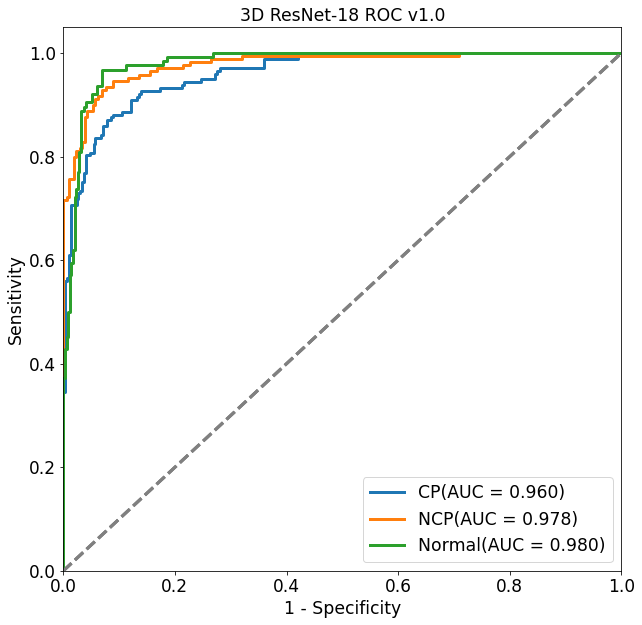 3D ResNet-18 ROC v1.0
1.0
0.8
0.6
0.4
0.2
0.0
Sensitivity
CP(AUC = 0.960)
NCP(AUC = 0.978)
Normal(AUC = 0.980)
0.0 0.2 0.4 0.6 0.8 1.0
1 - Specificity